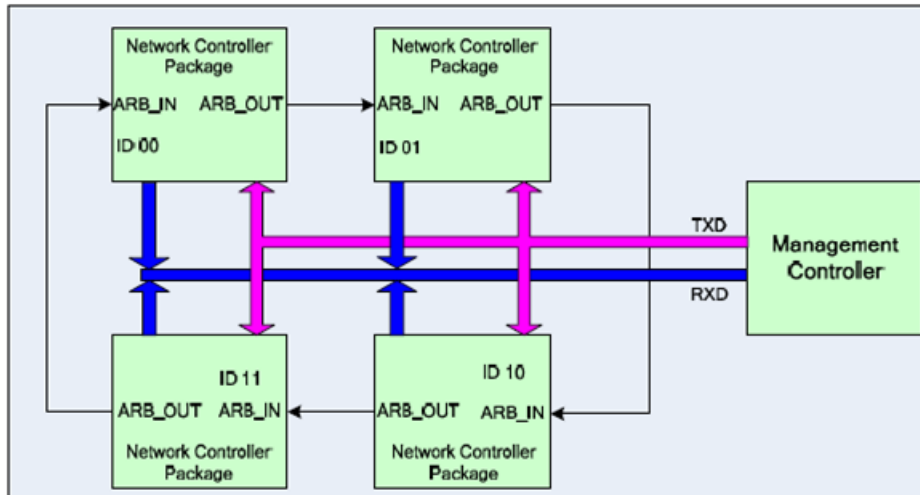 Network Controller
Package
ARB_IN
ARB_OUT
ID 00
Network Controller
Package
ARB_IN
ARB_OUT
ID 01
TXD
RXD
Management
Controller
ID 11
ARB_OUT
ARB_IN
Network Controller
Package
ID 10
ARB_OUT
ARB_IN
Network Controller
Package